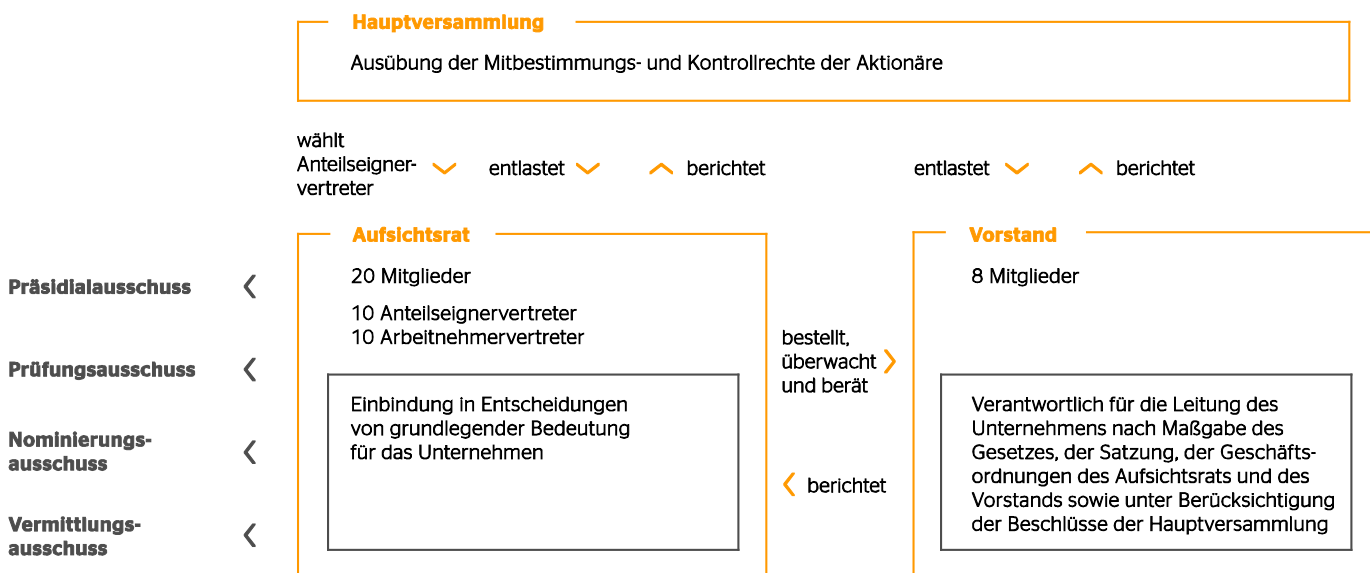 Hauptversammlung
Ausübung der Mitbestimmungs- und Kontrollrechte der Aktionäre
wählt
Anteilseigner-
vertreter
entlastet
berichtet
entlastet
berichtet
Präsidialausschuss
Prüfungsausschuss
Nominierungs-
ausschuss
Vermittlungs-
ausschuss
Aufsichtsrat
20 Mitglieder
10 Anteilseignervertreter
10 Arbeitnehmervertreter
Einbindung in Entscheidungen
von grundlegender Bedeutung
für das Unternehmen
bestellt,
überwacht
und berät
berichtet
Vorstand
8 Mitglieder
Verantwortlich für die Leitung des
Unternehmens nach Maßgabe des
Gesetzes, der Satzung, der Geschäfts-
ordnungen des Aufsichtsrats und des
Vorstands sowie unter Berücksichtigung
der Beschlüsse der Hauptversammlung